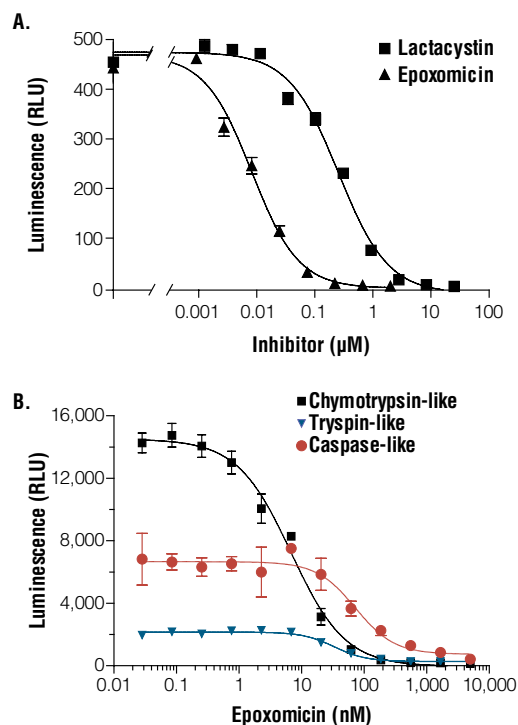 A.
500
400
300
200
100
0
Luminescence (RLU)
Lactacystin
Epoxomicin
0.001 0.01 0.1 1 10 100
Inhibitor (µM)
B.
16,000
12,000
8,000
4,000
0
Luminescence (RLU)
Chymotrypsin-like
Tryspin-like
Caspase-like
0.01 0.1 1 10 100 1,000 10,000
Epoxomicin (nM)